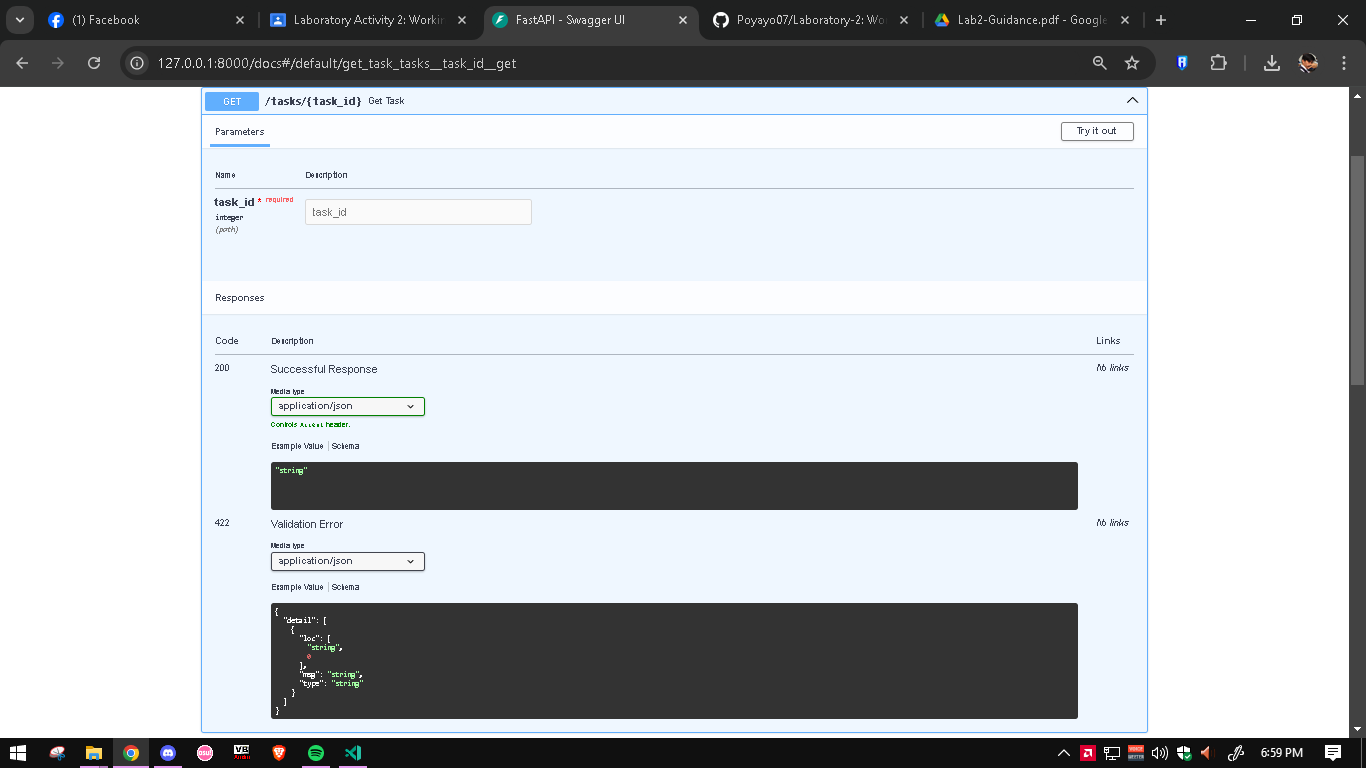 (1) Facebook
Laboratory Activity 2: Workin
FastAPI - Swagger UI
Poyayo07/Laboratory-2: Wo
Lab2-Guidance.pdf - Google
127.0.0.1:8000/docs#/default/get_task_tasks__task_id__get
GET /tasks/{task_id} Get Task
Parameters
Try it out
Name Description
task_id * required
task_id
integer
(path)
Responses
Code Description Links
200 Successful Response No links
Media type
application/json
Controls Accept header.
Example Value Schema
"string"
422 Validation Error No links
Media type
application/json
Example Value Schema
{
"detail": [
{
"loc": [
"string",
0
],
"msg": "string",
"type": "string"
}
]
}
osu!
VB
Audio
6:59 PM